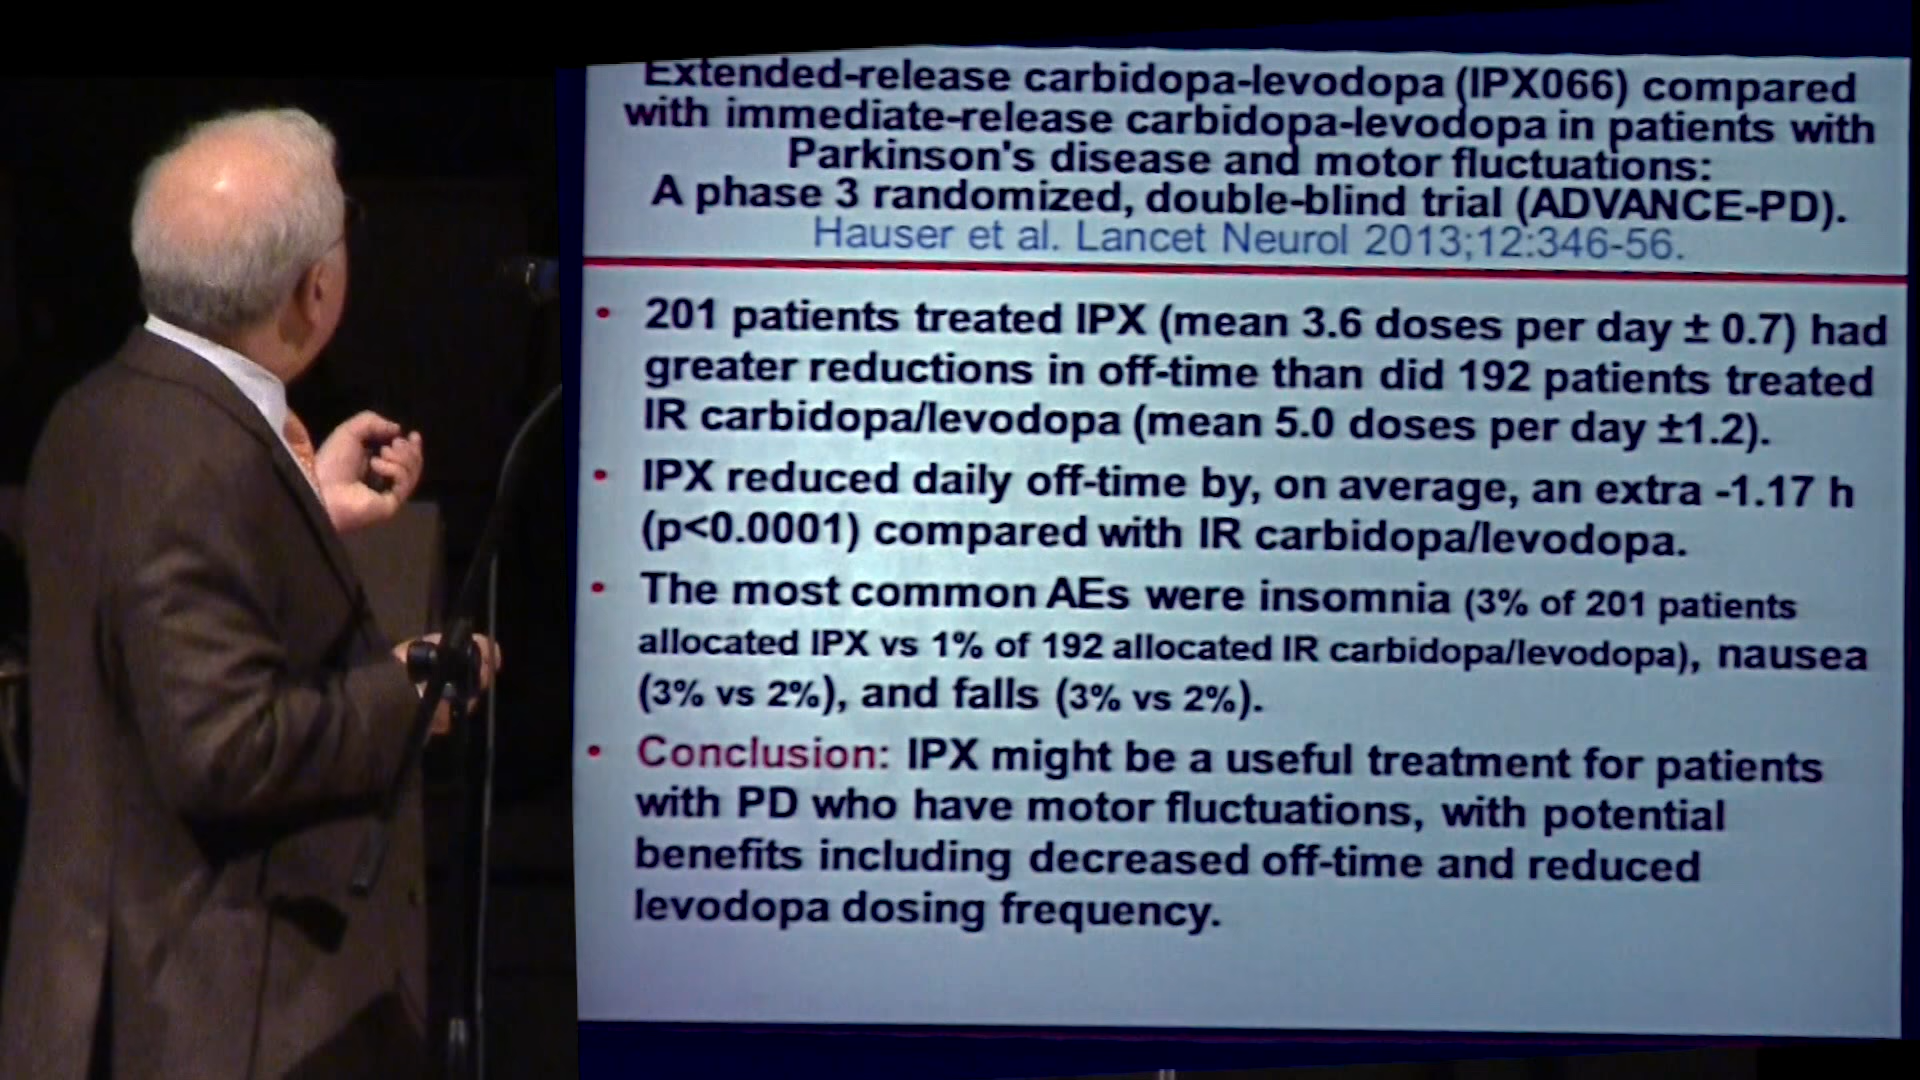 Extended-release carbidopa-levodopa (IPX066) compared
with immediate-release carbidopa-levodopa in patients with
Parkinson's disease and motor fluctuations:
A phase 3 randomized, double-blind trial (ADVANCE-PD).
Hauser et al. Lancet Neurol 2013;12:346-56.
• 201 patients treated IPX (mean 3.6 doses per day ± 0.7) had
greater reductions in off-time than did 192 patients treated
IR carbidopa/levodopa (mean 5.0 doses per day ±1.2).
• IPX reduced daily off-time by, on average, an extra -1.17 h
(p<0.0001) compared with IR carbidopa/levodopa.
• The most common AEs were insomnia (3% of 201 patients
allocated IPX vs 1% of 192 allocated IR carbidopa/levodopa), nausea
(3% vs 2%), and falls (3% vs 2%).
• Conclusion: IPX might be a useful treatment for patients
with PD who have motor fluctuations, with potential
benefits including decreased off-time and reduced
levodopa dosing frequency.